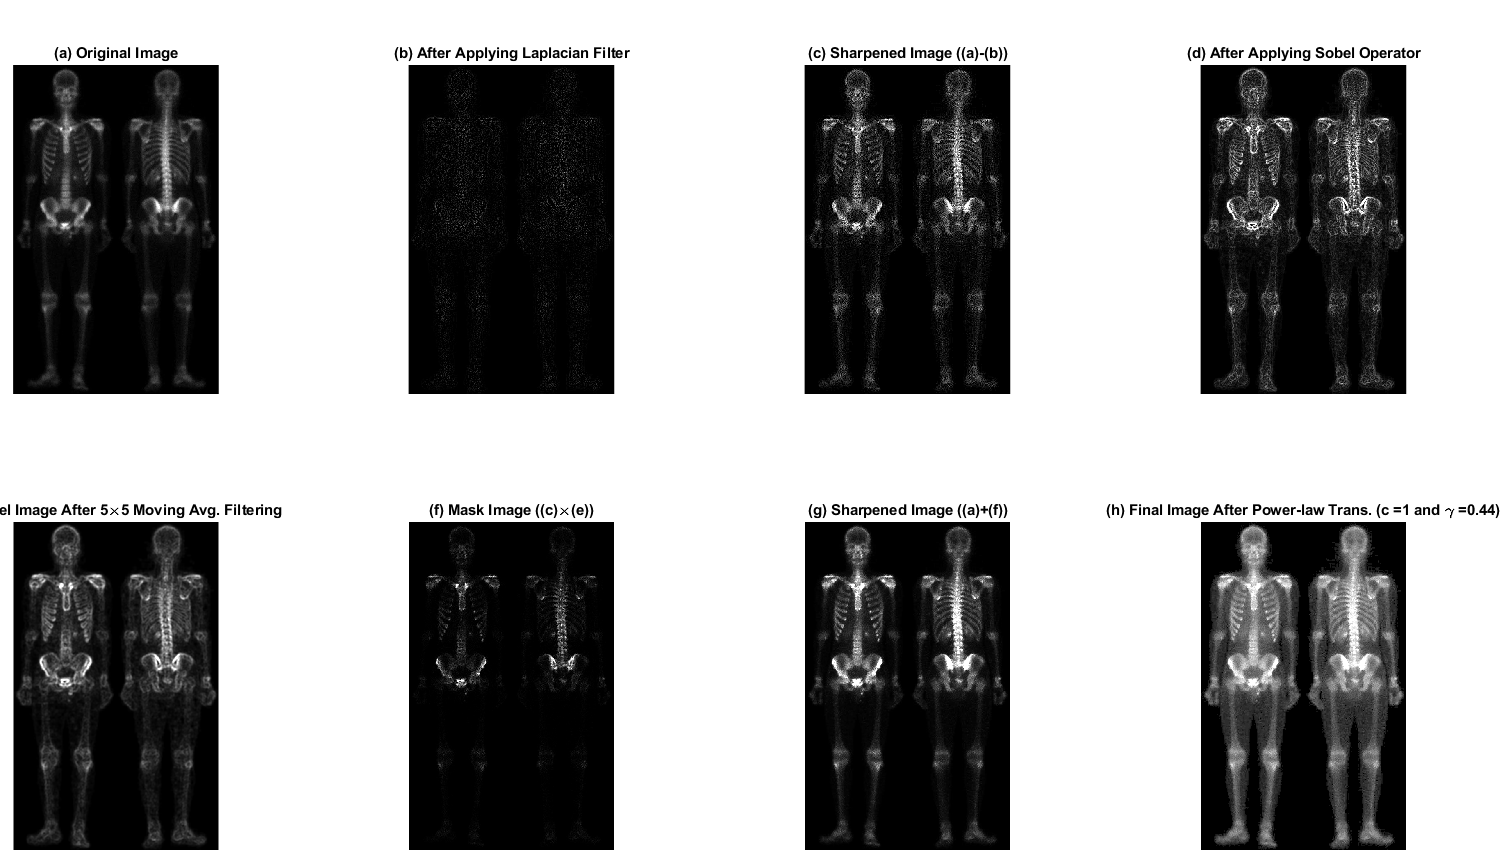 (a) Original Image
(b) After Applying Laplacian Filter
(c) Sharpened Image ((a)-(b))
(d) After Applying Sobel Operator
Image After 5×5 Moving Avg. Filtering
(f) Mask Image ((c)×(e))
(g) Sharpened Image ((a)+(f))
(h) Final Image After Power-law Trans. (c =1 and γ =0.44)